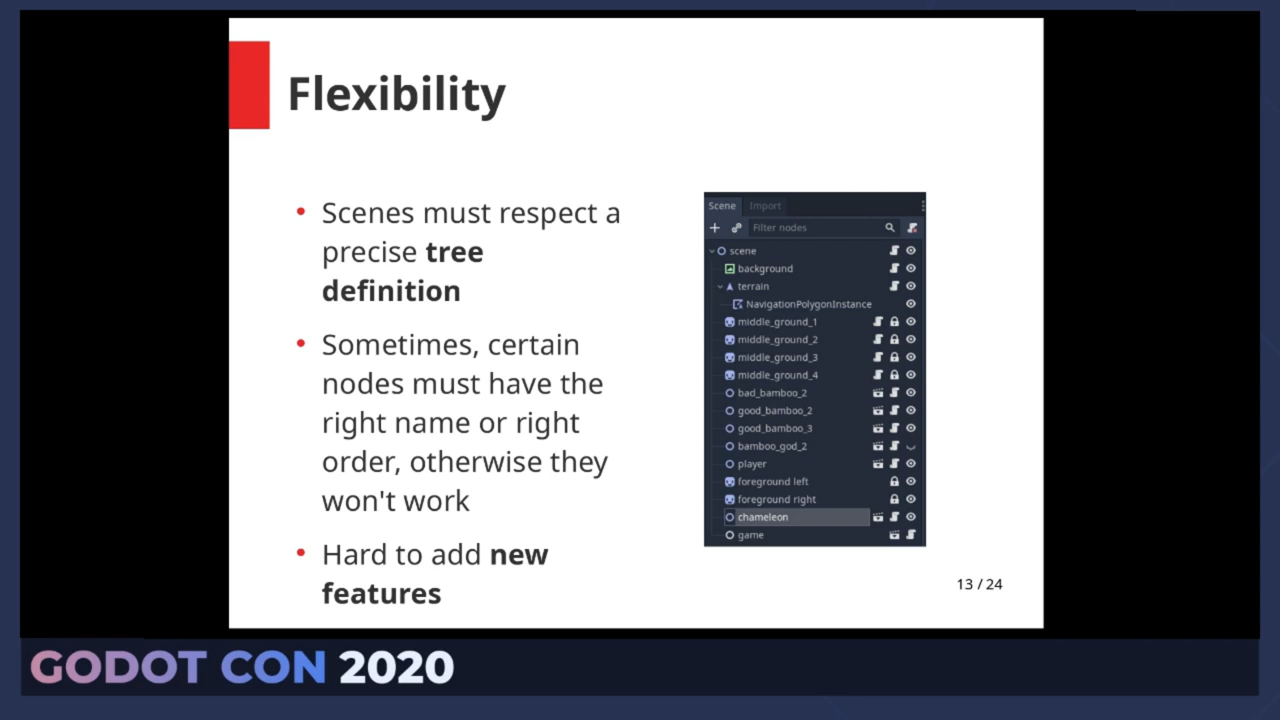 Flexibility
• Scenes must respect a
precise tree
definition
• Sometimes, certain
nodes must have the
right name or right
order, otherwise they
won't work
• Hard to add new
features
Scene Import
Filter nodes
scene
background
terrain
NavigationPolygonInstance
middle_ground_1
middle_ground_2
middle_ground_3
middle_ground_4
bad_bamboo_2
good_bamboo_2
good_bamboo_3
bamboo_god_2
player
foreground left
foreground right
chameleon
game
13 / 24
GODOT CON 2020